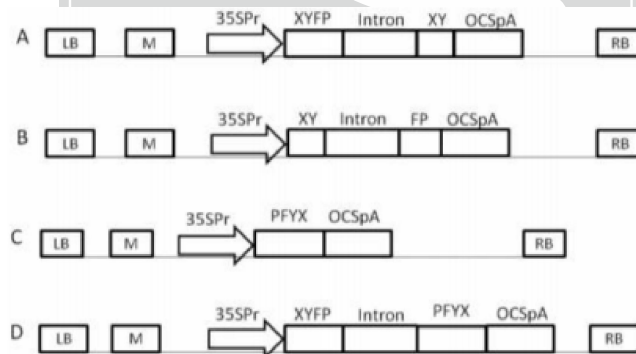 35SPr XYFP Intron XY OCSpA
A LB M RB
35SPr XY Intron FP OCSpA
B LB M RB
35SPr PFYX OCSpA
C LB M RB
35SPr XYFP Intron PFYX OCSpA
D LB M RB